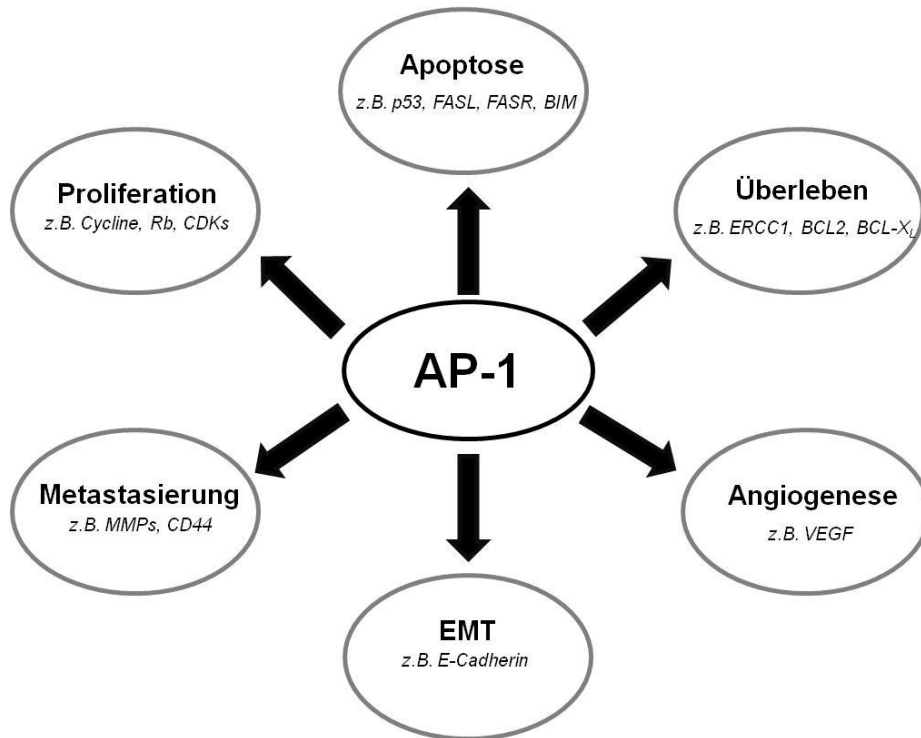 Apoptose
z.B. p53, FASL, FASR, BIM
Proliferation
z.B. Cycline, Rb, CDKs
Überleben
z.B. ERCC1, BCL2, BCL-X_L
AP-1
Metastasierung
z.B. MMPs, CD44
Angiogenese
z.B. VEGF
EMT
z.B. E-Cadherin